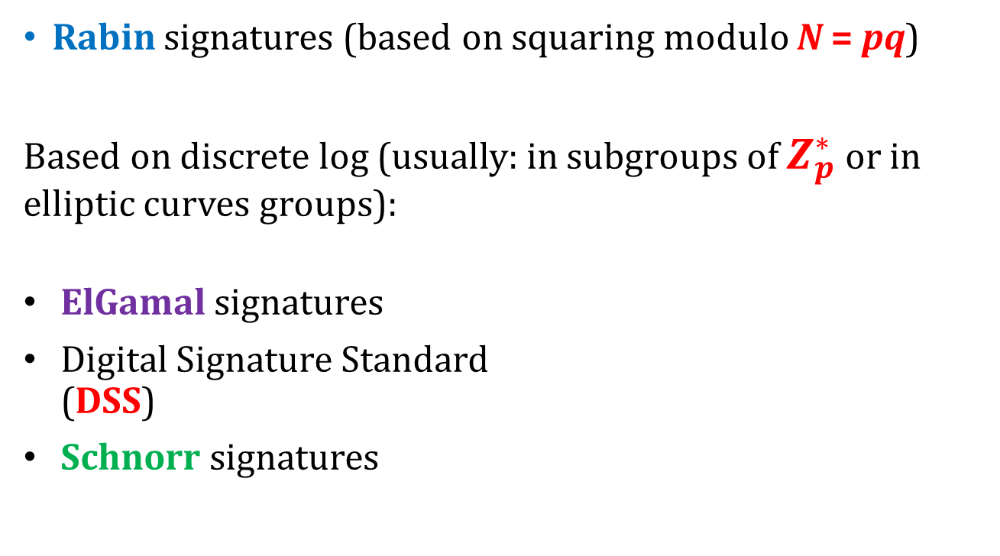 • Rabin signatures (based on squaring modulo N = pq)
Based on discrete log (usually: in subgroups of Z*p or in
elliptic curves groups):
• ElGamal signatures
• Digital Signature Standard
(DSS)
• Schnorr signatures